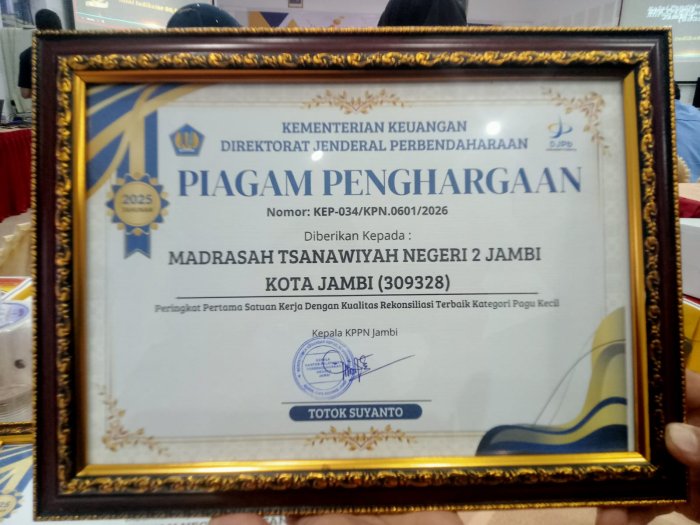 KEMENTERIAN KEUANGAN
DIREKTORAT JENDERAL PERBENDAHARAAN
DJPb
2025
TAHUNAN
PIAGAM PENGHARGAAN
Nomor: KEP-034/KPN.0601/2026
Diberikan Kepada :
MADRASAH TSANAWIYAH NEGERI 2 JAMBI
KOTA JAMBI (309328)
Peringkat Pertama Satuan Kerja Dengan Kualitas Rekonsiliasi Terbaik Kategori Pagu Kecil
Kepala KPPN Jambi
TOTOK SUYANTO